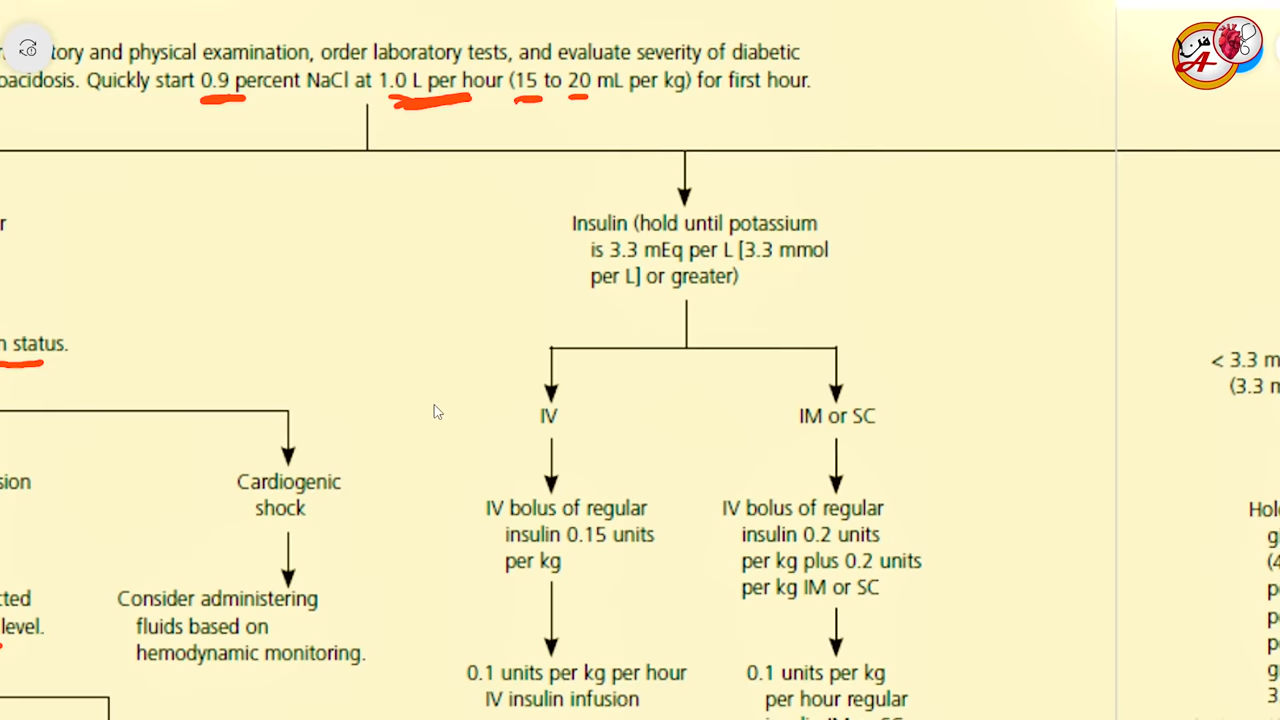 tory and physical examination, order laboratory tests, and evaluate severity of diabetic
oacidosis. Quickly start 0.9 percent NaCl at 1.0 L per hour (15 to 20 mL per kg) for first hour.
r
Insulin (hold until potassium
is 3.3 mEq per L [3.3 mmol
per L] or greater)
n status.
< 3.3 m
(3.3 m
IV
IM or SC
sion
Cardiogenic
shock
IV bolus of regular
insulin 0.15 units
per kg
IV bolus of regular
insulin 0.2 units
per kg plus 0.2 units
per kg IM or SC
Hol
g
(4
p
p
p
g
3
cted
level.
Consider administering
fluids based on
hemodynamic monitoring.
0.1 units per kg per hour
IV insulin infusion
0.1 units per kg
per hour regular